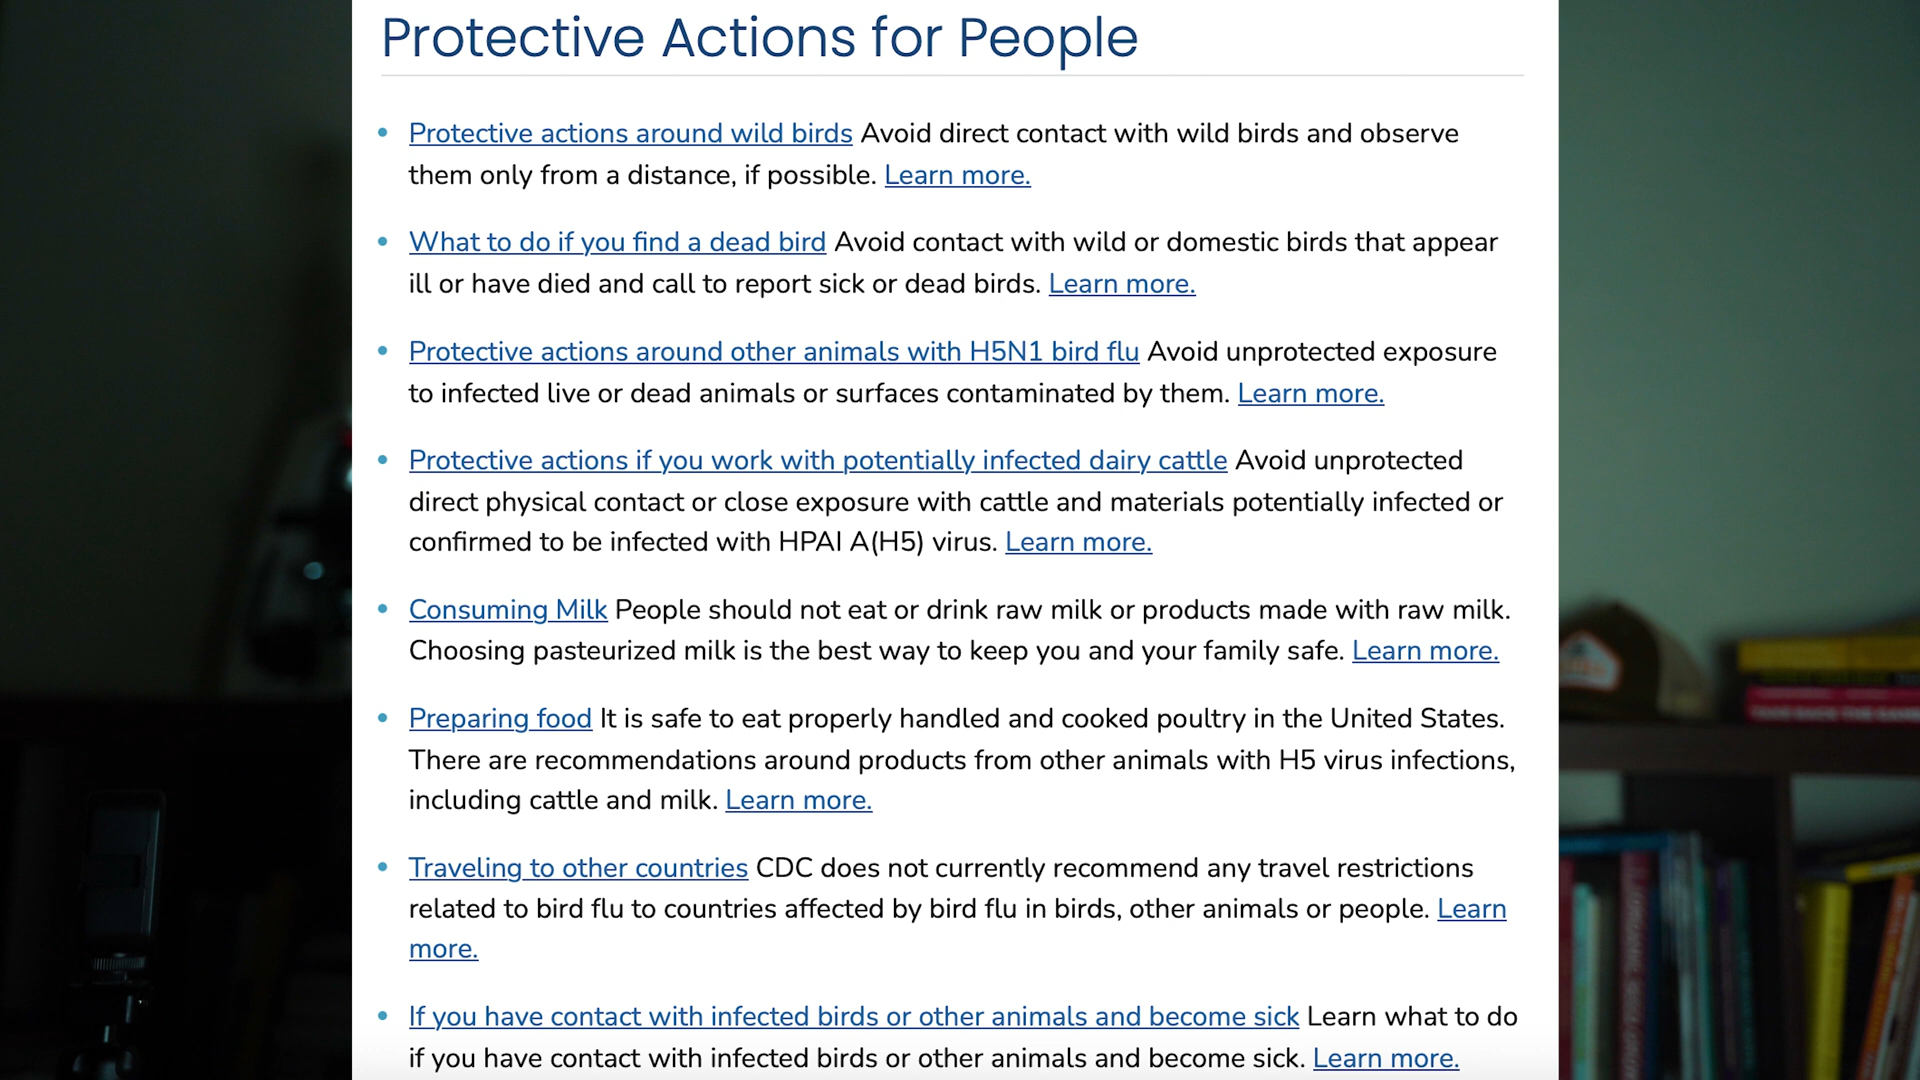 Protective Actions for People
Protective actions around wild birds Avoid direct contact with wild birds and observe
them only from a distance, if possible. Learn more.
What to do if you find a dead bird Avoid contact with wild or domestic birds that appear
ill or have died and call to report sick or dead birds. Learn more.
Protective actions around other animals with H5N1 bird flu Avoid unprotected exposure
to infected live or dead animals or surfaces contaminated by them. Learn more.
Protective actions if you work with potentially infected dairy cattle Avoid unprotected
direct physical contact or close exposure with cattle and materials potentially infected or
confirmed to be infected with HPAI A(H5) virus. Learn more.
Consuming Milk People should not eat or drink raw milk or products made with raw milk.
Choosing pasteurized milk is the best way to keep you and your family safe. Learn more.
Preparing food It is safe to eat properly handled and cooked poultry in the United States.
There are recommendations around products from other animals with H5 virus infections,
including cattle and milk. Learn more.
Traveling to other countries CDC does not currently recommend any travel restrictions
related to bird flu to countries affected by bird flu in birds, other animals or people. Learn
more.
If you have contact with infected birds or other animals and become sick Learn what to do
if you have contact with infected birds or other animals and become sick. Learn more.